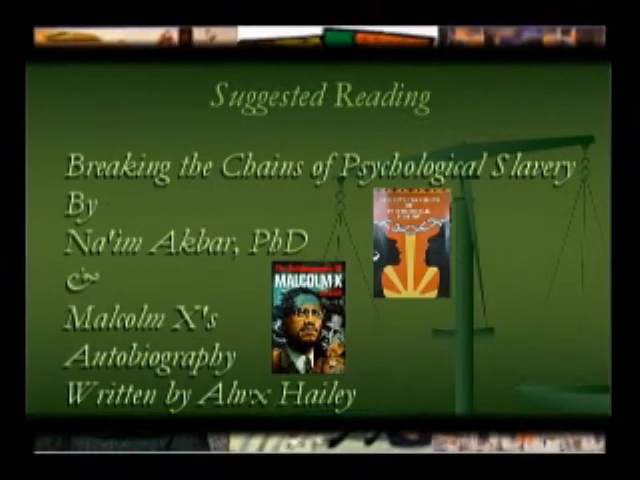 Suggested Reading
Breaking the Chains of Psychological Slavery
By
Na'im Akbar, PhD
&
Malcolm X's
Autobiography
Written by Alwx Hailey
MALCOLM X